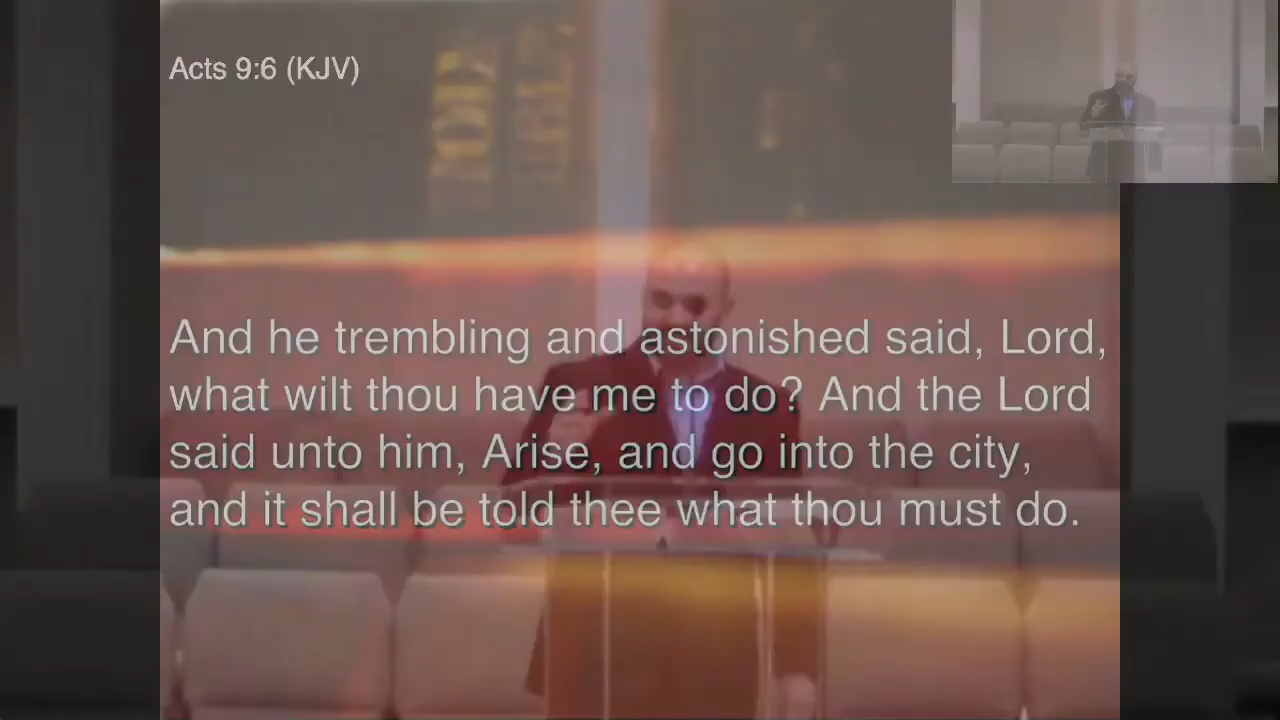 Acts 9:6 (KJV)
And he trembling and astonished said, Lord,
what wilt thou have me to do? And the Lord
said unto him, Arise, and go into the city,
and it shall be told thee what thou must do.